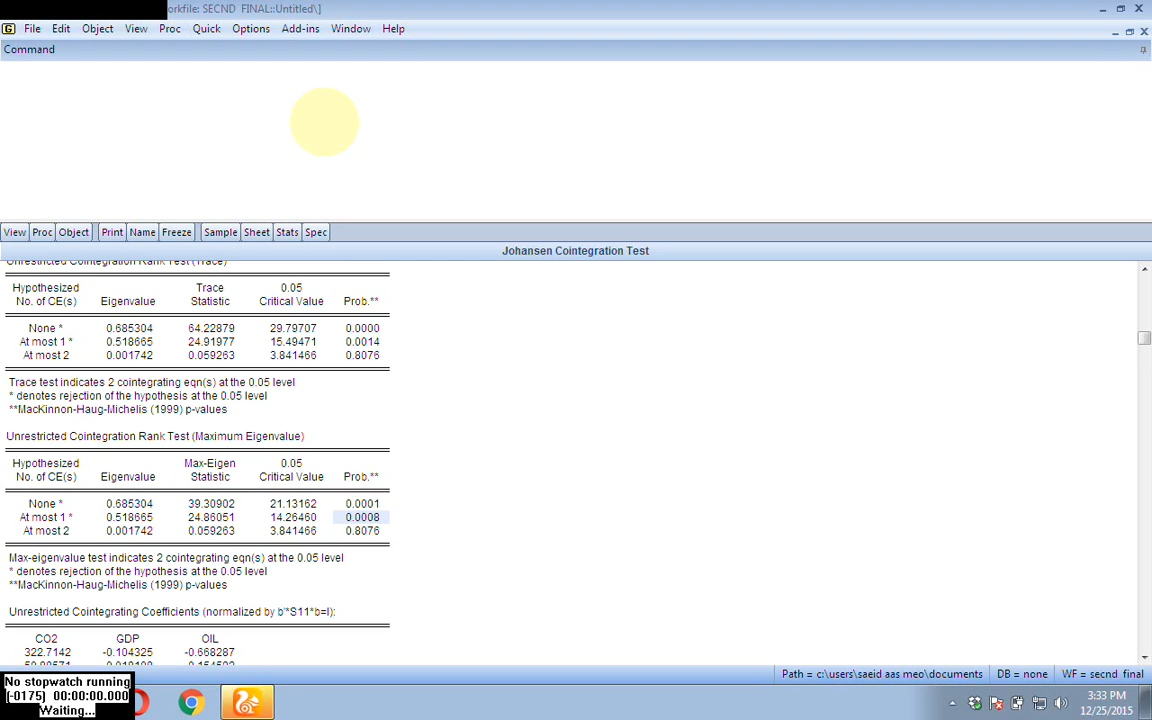 orkfile: SECND FINAL::Untitled\]
File Edit Object View Proc Quick Options Add-ins Window Help
Command
View Proc Object Print Name Freeze Sample Sheet Stats Spec
Johansen Cointegration Test
Unrestricted Cointegration Rank Test (Trace)
Hypothesized Trace 0.05
No. of CE(s) Eigenvalue Statistic Critical Value Prob.**
None * 0.685304 64.22879 29.79707 0.0000
At most 1 * 0.518665 24.91977 15.49471 0.0014
At most 2 0.001742 0.059263 3.841466 0.8076
Trace test indicates 2 cointegrating eqn(s) at the 0.05 level
* denotes rejection of the hypothesis at the 0.05 level
**MacKinnon-Haug-Michelis (1999) p-values
Unrestricted Cointegration Rank Test (Maximum Eigenvalue)
Hypothesized Max-Eigen 0.05
No. of CE(s) Eigenvalue Statistic Critical Value Prob.**
None * 0.685304 39.30902 21.13162 0.0001
At most 1 * 0.518665 24.86051 14.26460 0.0008
At most 2 0.001742 0.059263 3.841466 0.8076
Max-eigenvalue test indicates 2 cointegrating eqn(s) at the 0.05 level
* denotes rejection of the hypothesis at the 0.05 level
**MacKinnon-Haug-Michelis (1999) p-values
Unrestricted Cointegrating Coefficients (normalized by b'*S11*b=I):
CO2 GDP OIL
322.7142 -0.104325 -0.668287
Path = c:\users\saeid aas meo\documents DB = none WF = secnd final
No stopwatch running
[-0175] 00:00:00.000
Waiting...
3:33 PM
12/25/2015